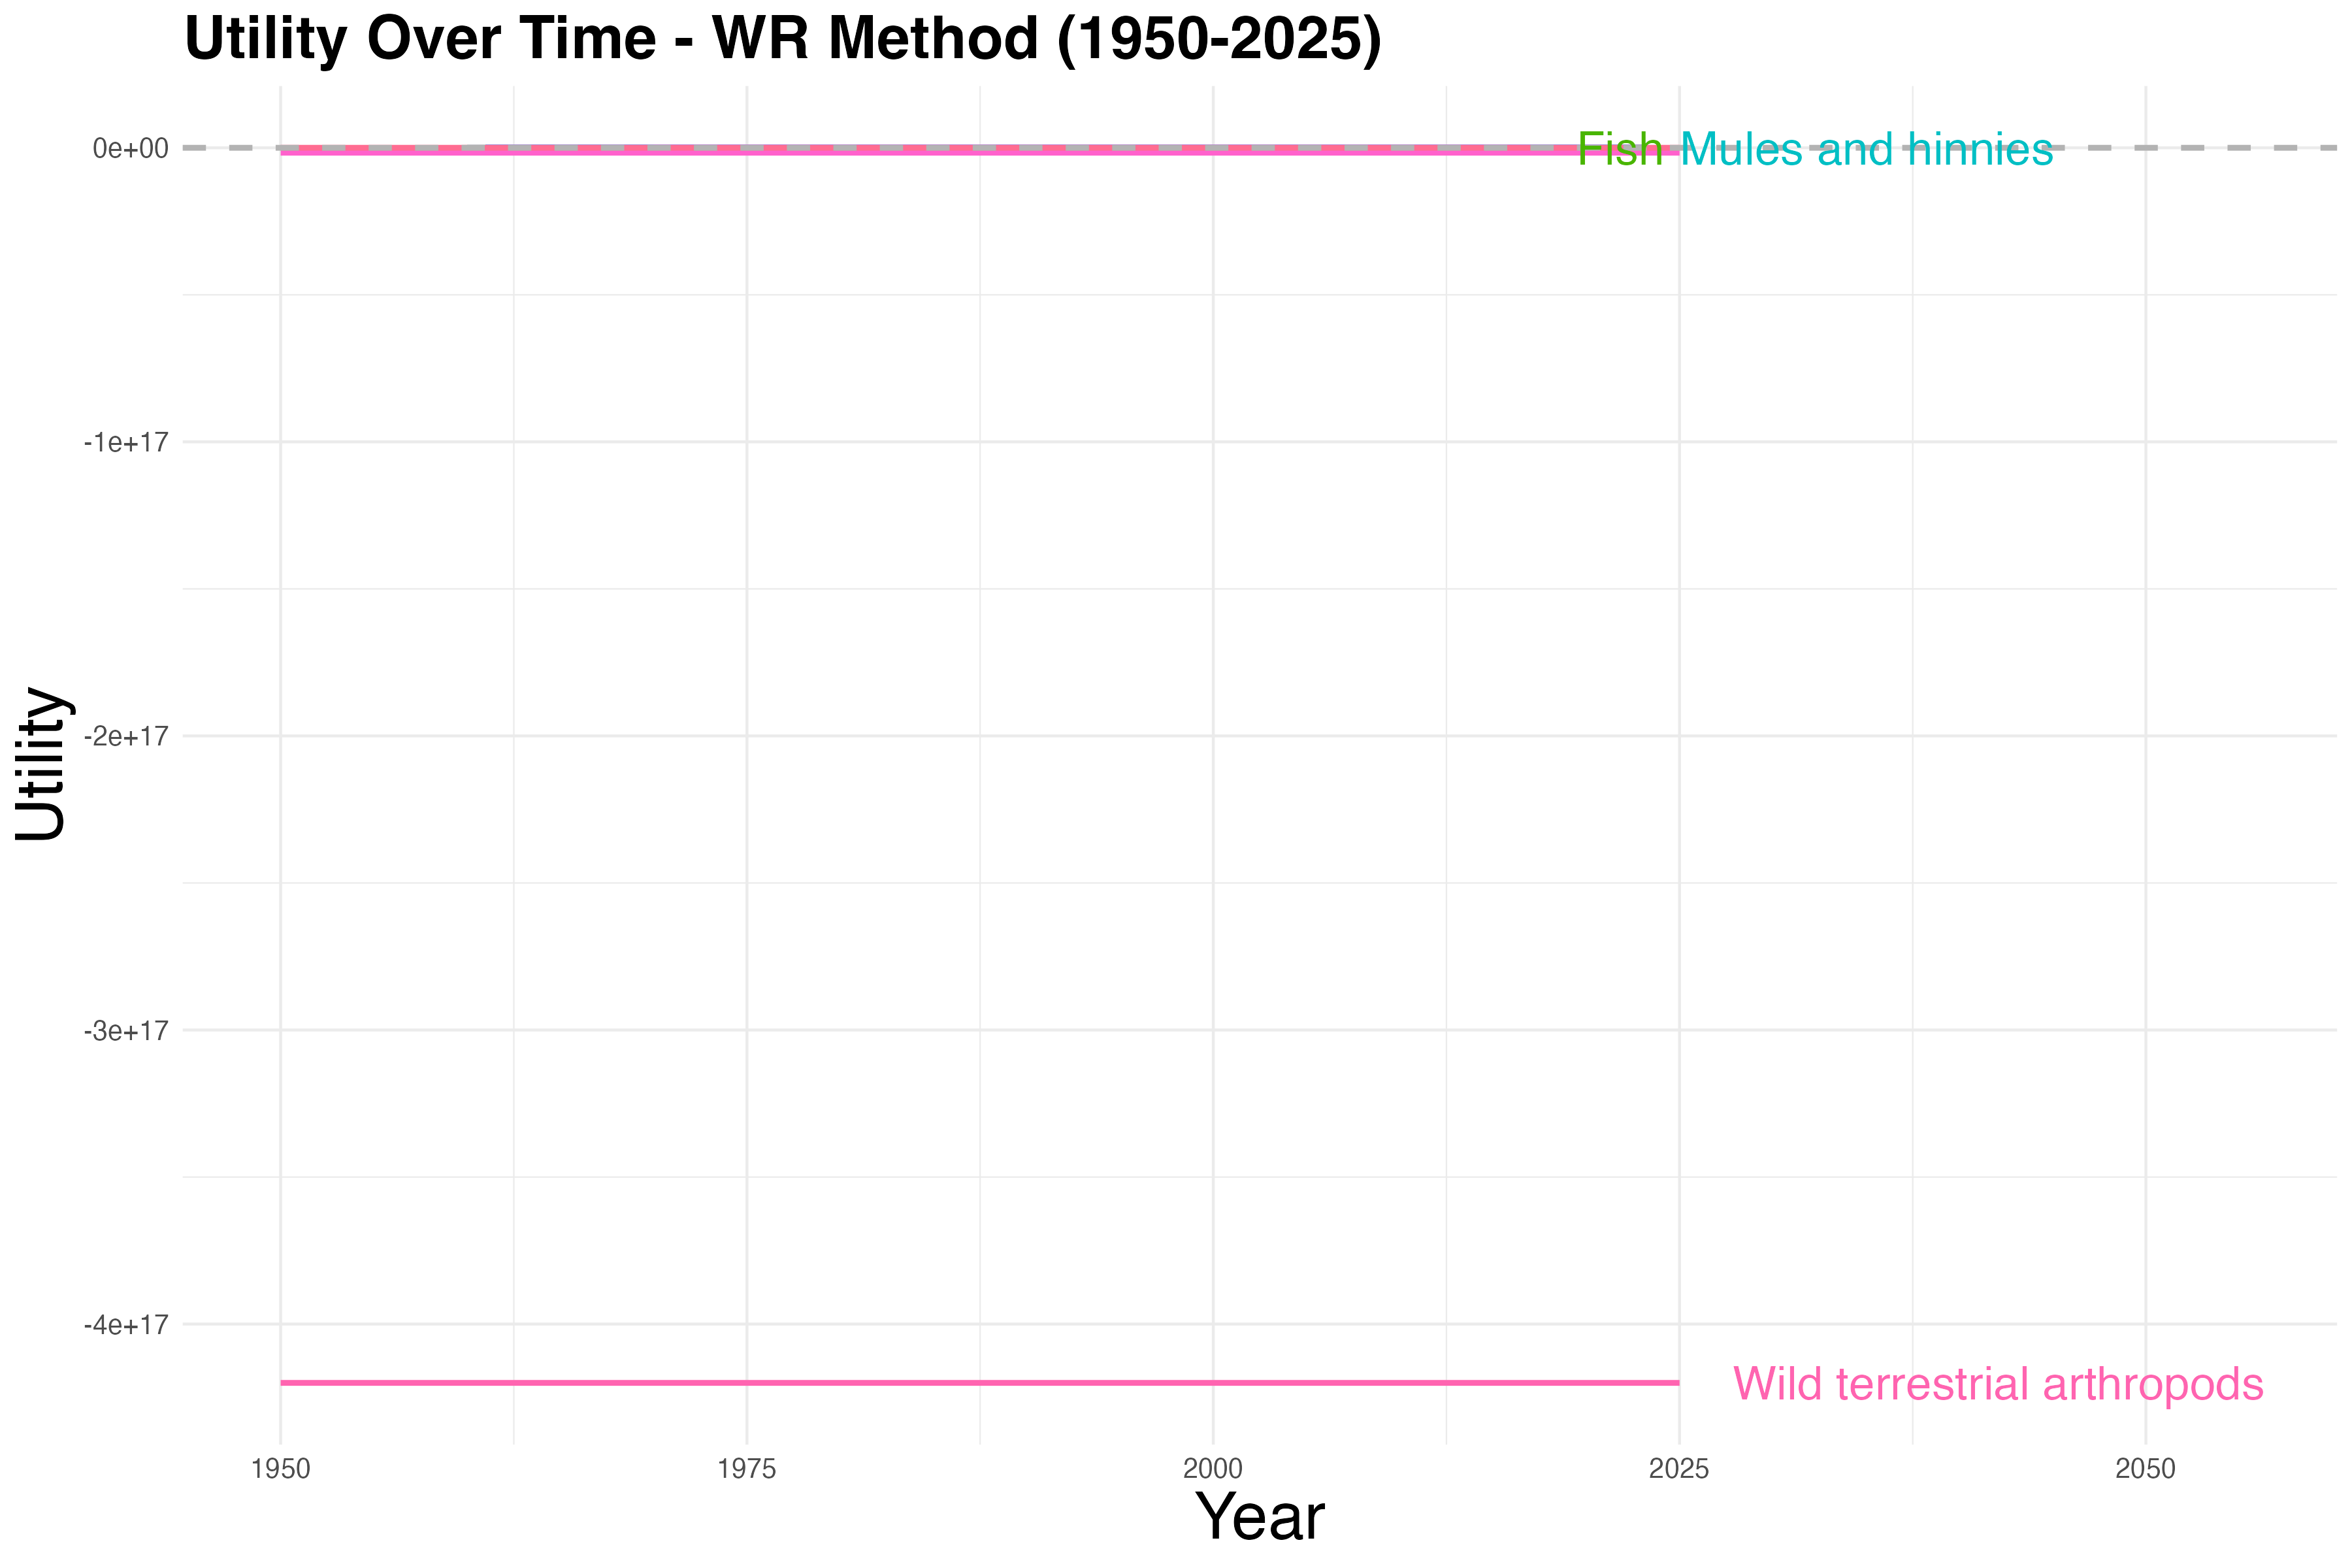 Utility Over Time - WR Method (1950-2025)
0e+00
Fish
Mules and hinnies
-1e+17
-2e+17
Utility
-3e+17
-4e+17
Wild terrestrial arthropods
1950 1975 2000 2025 2050
Year